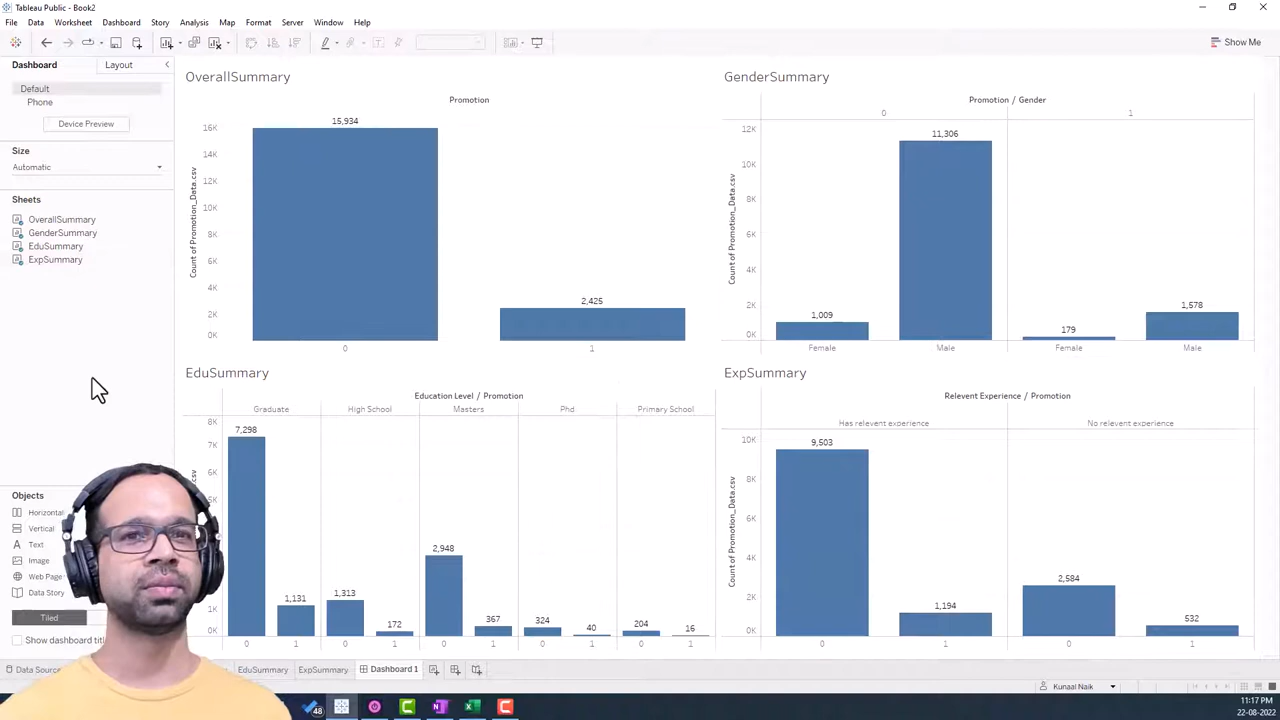 Tableau Public - Book2
File Data Worksheet Dashboard Story Analysis Map Format Server Window Help
Show Me
Dashboard Layout
Default
Phone
Device Preview
Size
Automatic
Sheets
OverallSummary
GenderSummary
EduSummary
ExpSummary
Objects
Horizontal
Vertical
Text
Image
Web Page
Data Story
Tiled
Show dashboard titl
OverallSummary
Promotion
Count of Promotion_Data.csv
16K
14K
12K
10K
8K
6K
4K
2K
0K
15,934
2,425
0 1
GenderSummary
Promotion / Gender
0 1
Count of Promotion_Data.csv
12K
10K
8K
6K
4K
2K
0K
1,009
11,306
179
1,578
Female Male Female Male
EduSummary
Education Level / Promotion
Graduate High School Masters Phd Primary School
.csv
8K
7K
6K
5K
1K
0K
7,298
1,131
1,313
172
2,948
367
324
40
204
16
0 1 0 1 0 1 0 1 0 1
ExpSummary
Relevent Experience / Promotion
Has relevent experience No relevent experience
Count of Promotion_Data.csv
10K
8K
6K
4K
2K
0K
9,503
1,194
2,584
532
0 1 0 1
Data Source EduSummary ExpSummary Dashboard 1
Kunaal Naik
48
11:17 PM
22-08-2022